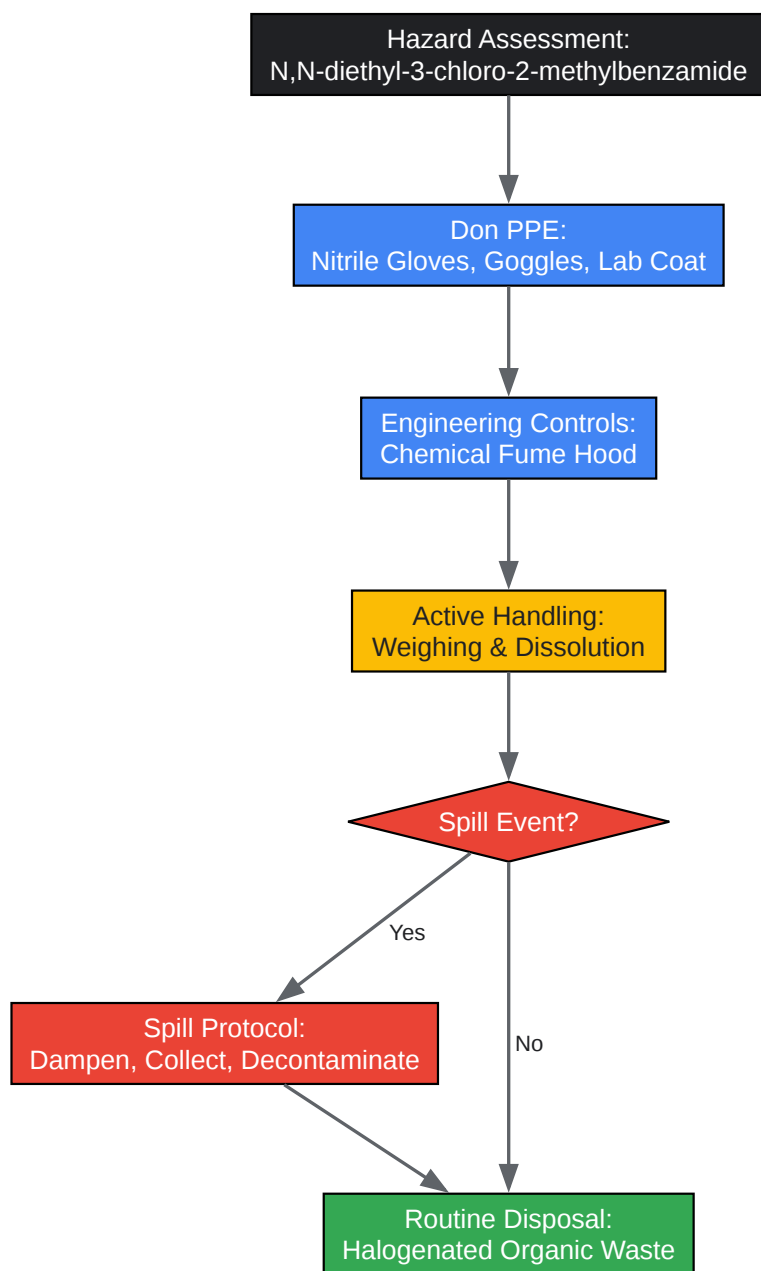 Hazard Assessment:
N,N-diethyl-3-chloro-2-methylbenzamide
Don PPE:
Nitrile Gloves, Goggles, Lab Coat
Engineering Controls:
Chemical Fume Hood
Active Handling:
Weighing & Dissolution
Spill Event?
Yes
Spill Protocol:
Dampen, Collect, Decontaminate
No
Routine Disposal:
Halogenated Organic Waste